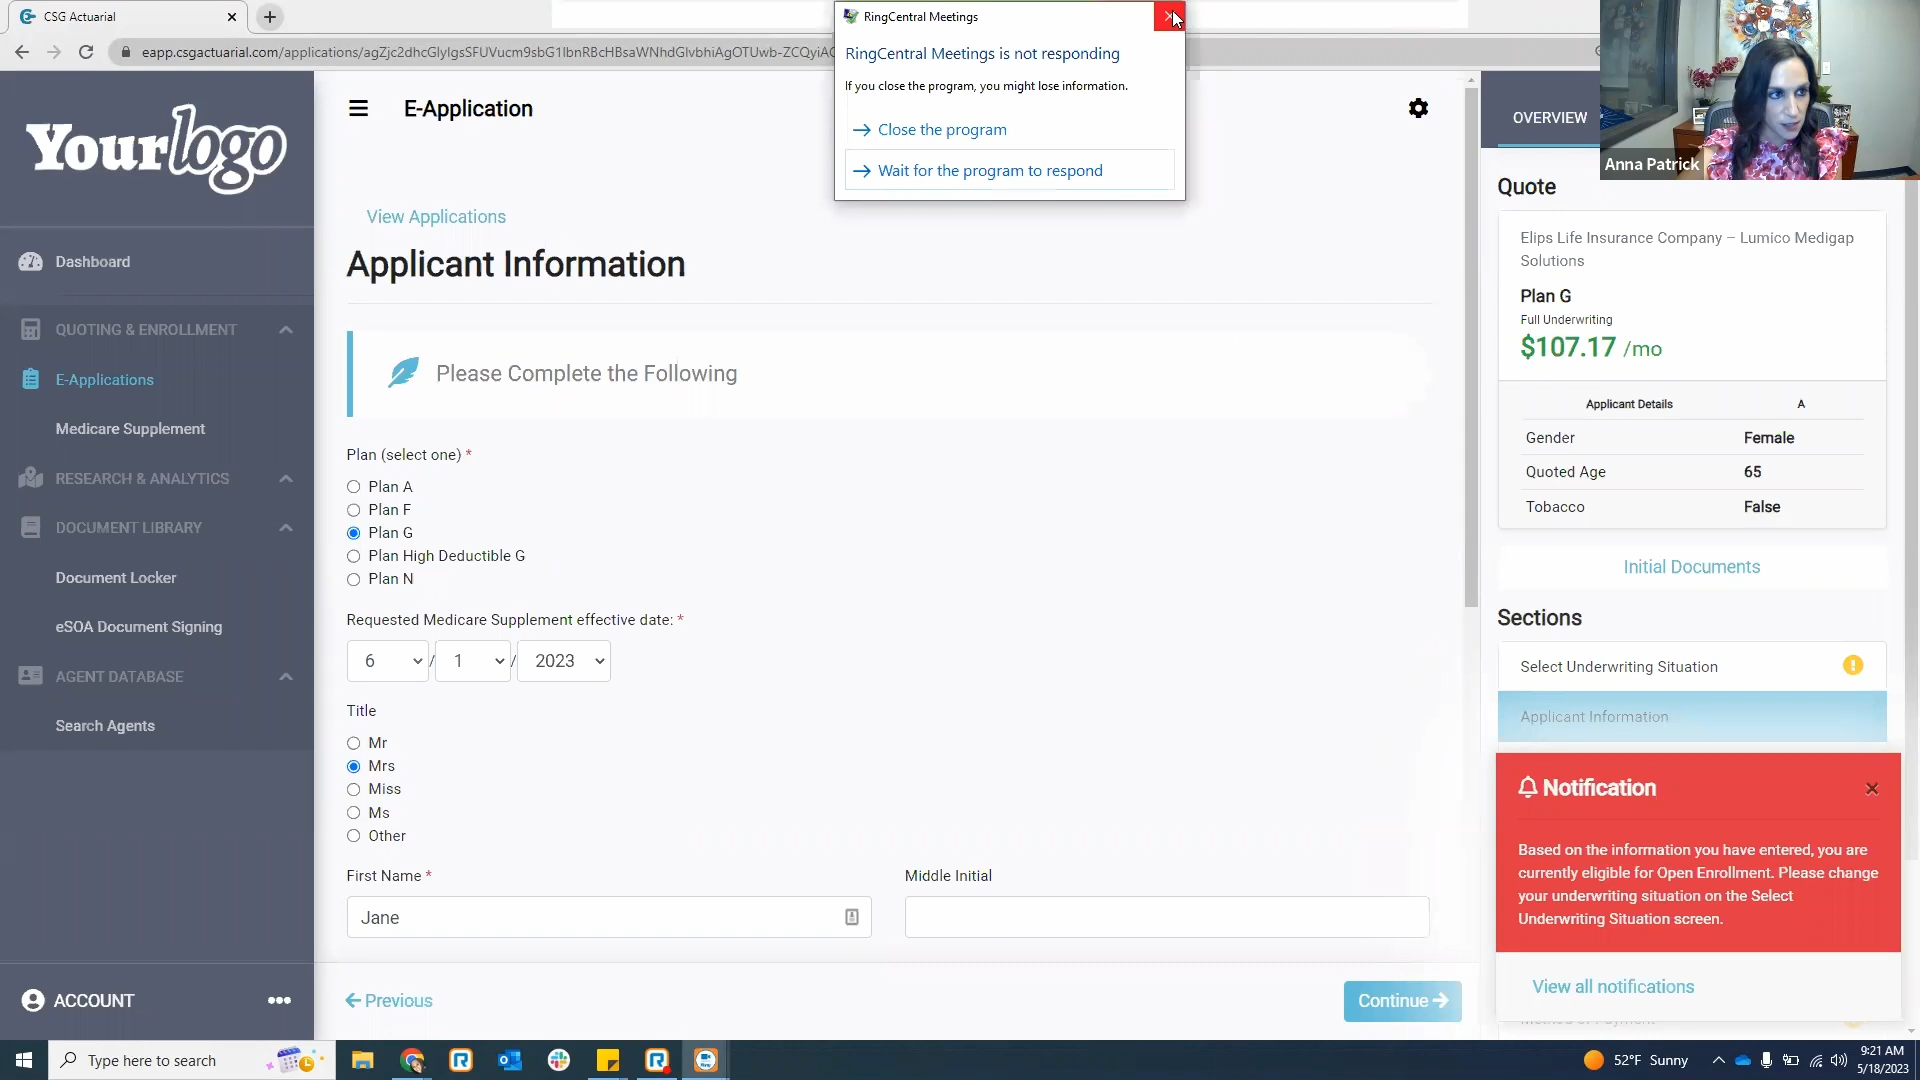 CSG Actuarial
eapp.csgactuarial.com/applications/
RingCentral Meetings
RingCentral Meetings is not responding
If you close the program, you might lose information.
Close the program
Wait for the program to respond
Anna Patrick
Yourlogo
Dashboard
QUOTING & ENROLLMENT
E-Applications
Medicare Supplement
RESEARCH & ANALYTICS
DOCUMENT LIBRARY
Document Locker
eSOA Document Signing
AGENT DATABASE
Search Agents
ACCOUNT
E-Application
View Applications
Applicant Information
Please Complete the Following
Plan (select one) *
Plan A
Plan F
Plan G
Plan High Deductible G
Plan N
Requested Medicare Supplement effective date: *
6 / 1 / 2023
Title
Mr
Mrs
Miss
Ms
Other
First Name *
Middle Initial
Jane
Previous
Continue
OVERVIEW
Quote
Elips Life Insurance Company – Lumico Medigap
Solutions
Plan G
Full Underwriting
$107.17 /mo
Applicant Details A
Gender Female
Quoted Age 65
Tobacco False
Initial Documents
Sections
Select Underwriting Situation
Applicant Information
Notification
Based on the information you have entered, you are
currently eligible for Open Enrollment. Please change
your underwriting situation on the Select
Underwriting Situation screen.
View all notifications
Type here to search
52°F Sunny
9:21 AM
5/18/2023